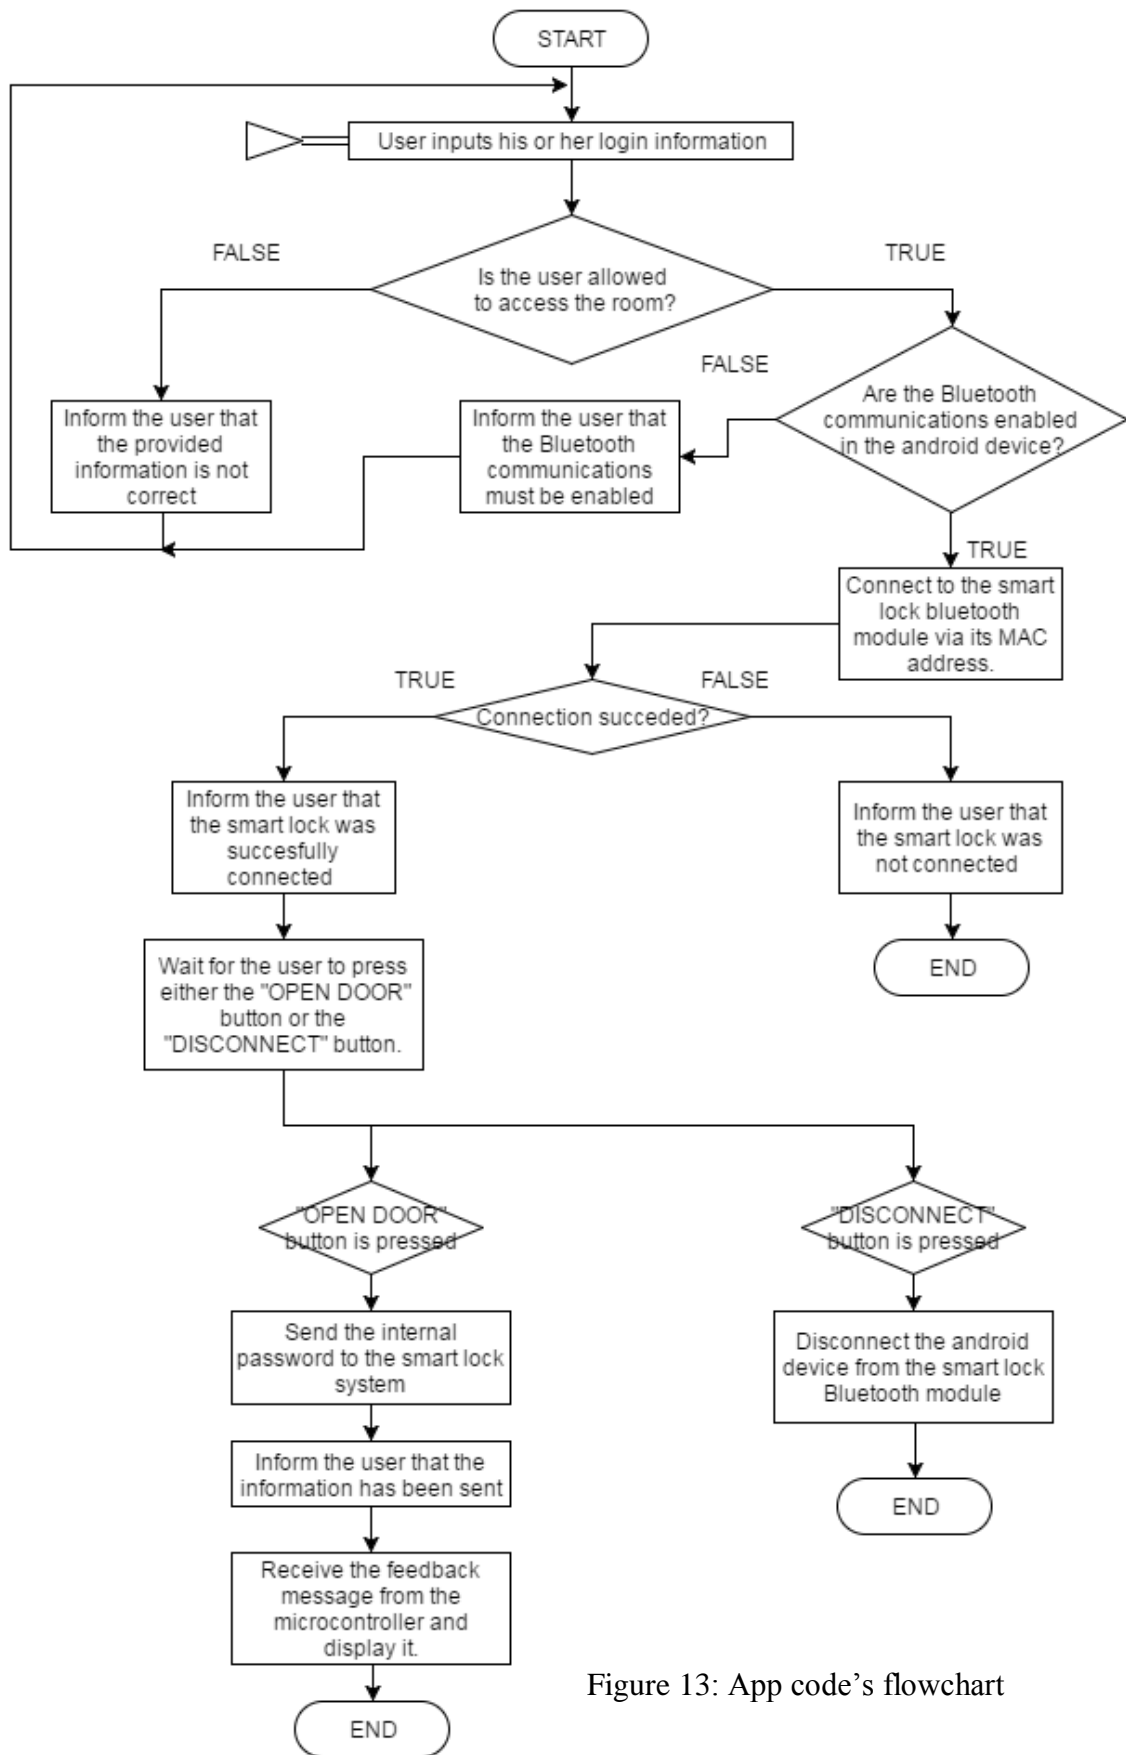 START
User inputs his or her login information
FALSE
TRUE
Is the user allowed
to access the room?
FALSE
Are the Bluetooth
communications enabled
in the android device?
Inform the user that
the provided
information is not
correct
Inform the user that
the Bluetooth
communications
must be enabled
TRUE
Connect to the smart
lock bluetooth
module via its MAC
address.
TRUE
FALSE
Connection succeded?
Inform the user that
the smart lock was
succesfully
connected
Inform the user that
the smart lock was
not connected
Wait for the user to press
either the "OPEN DOOR"
button or the
"DISCONNECT" button.
END
"OPEN DOOR"
button is pressed
"DISCONNECT"
button is pressed
Send the internal
password to the smart lock
system
Disconnect the android
device from the smart lock
Bluetooth module
Inform the user that the
information has been sent
END
Receive the feedback
message from the
microcontroller and
display it.
END
Figure 13: App code’s flowchart